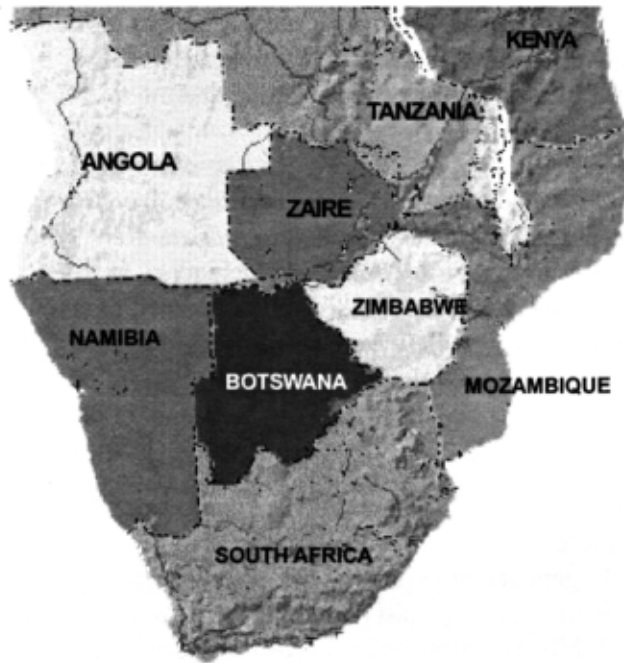 KENYA
TANZANIA
ANGOLA
ZAIRE
ZIMBABWE
NAMIBIA
BOTSWANA
MOZAMBIQUE
SOUTH AFRICA